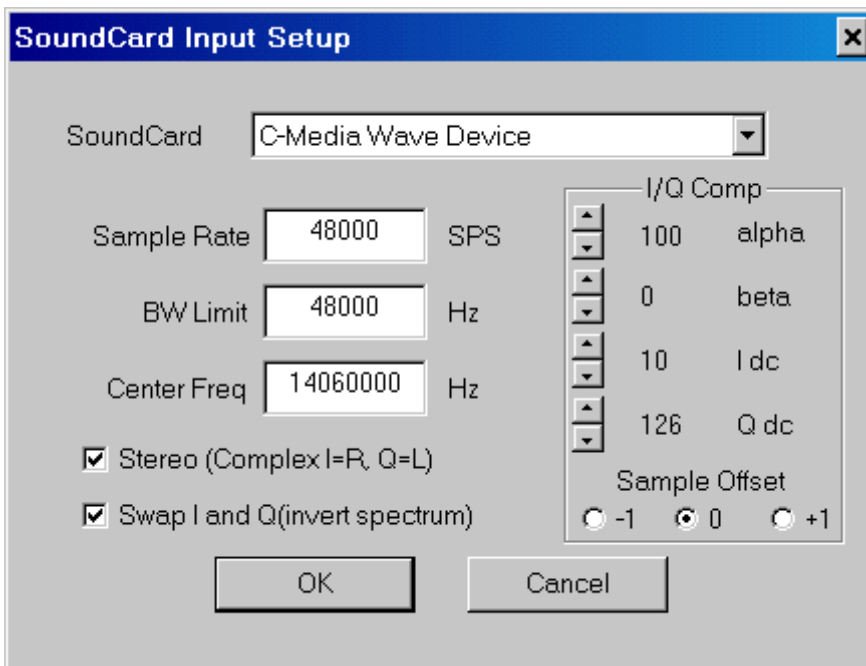 SoundCard Input Setup
SoundCard C-Media Wave Device
Sample Rate 48000 SPS
BW Limit 48000 Hz
Center Freq 14060000 Hz
Stereo (Complex I=R, Q=L)
Swap I and Q(invert spectrum)
I/Q Comp
100 alpha
0 beta
10 I dc
126 Q dc
Sample Offset
-1 0 +1
OK Cancel